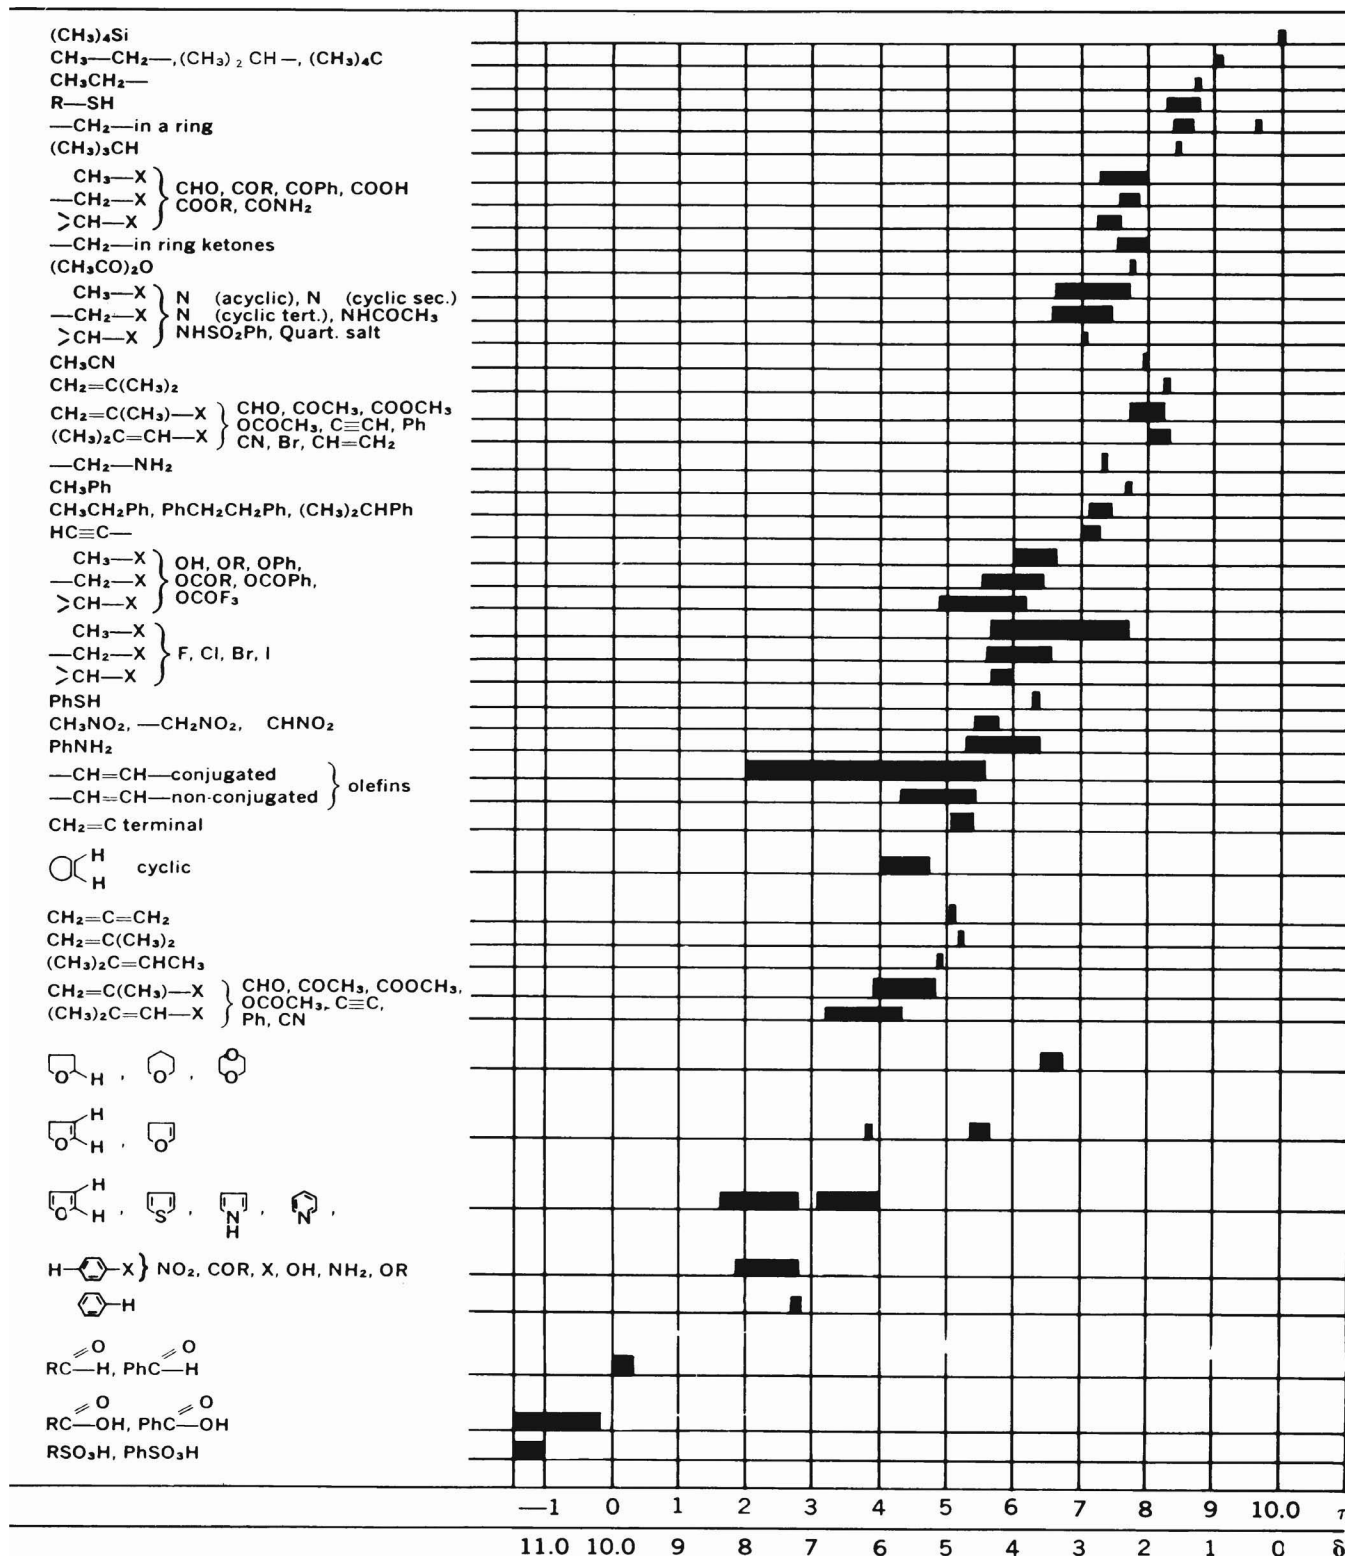 (CH₃)₄Si
CH₃—CH₂—,(CH₃)₂ CH—, (CH₃)₄C
CH₃CH₂—
R—SH
—CH₂—in a ring
(CH₃)₃CH
CH₃—X
—CH₂—X
>CH—X
CHO, COR, COPh, COOH
COOR, CONH₂
—CH₂—in ring ketones
(CH₃CO)₂O
CH₃—X
—CH₂—X
>CH—X
N (acyclic), N (cyclic sec.)
N (cyclic tert.), NHCOCH₃
NHSO₂Ph, Quart. salt
CH₃CN
CH₂=C(CH₃)₂
CH₂=C(CH₃)—X
(CH₃)₂C=CH—X
CHO, COCH₃, COOCH₃
OCOCH₃, C≡CH, Ph
CN, Br, CH=CH₂
—CH₂—NH₂
CH₃Ph
CH₃CH₂Ph, PhCH₂CH₂Ph, (CH₃)₂CHPh
HC≡C—
CH₃—X
—CH₂—X
>CH—X
OH, OR, OPh,
OCOR, OCOPh,
OCOF₃
CH₃—X
—CH₂—X
>CH—X
F, Cl, Br, I
PhSH
CH₃NO₂, —CH₂NO₂, CHNO₂
PhNH₂
—CH=CH—conjugated
—CH=CH—non-conjugated
olefins
CH₂=C terminal
H
H
cyclic
CH₂=C=CH₂
CH₂=C(CH₃)₂
(CH₃)₂C=CHCH₃
CH₂=C(CH₃)—X
(CH₃)₂C=CH—X
CHO, COCH₃, COOCH₃,
OCOCH₃, C≡C,
Ph, CN
O H , O , O O
H
O H , O
H
O H , S , N H , N ,
H X } NO₂, COR, X, OH, NH₂, OR
H
O O
RC—H, PhC—H
O O
RC—OH, PhC—OH
RSO₃H, PhSO₃H
—1 0 1 2 3 4 5 6 7 8 9 10.0 τ
11.0 10.0 9 8 7 6 5 4 3 2 1 0 δ